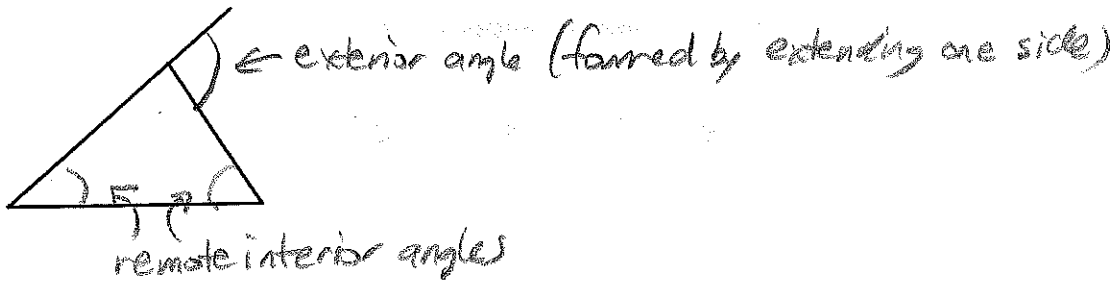 ← exterior angle (formed by extending one side)
remote interior angles